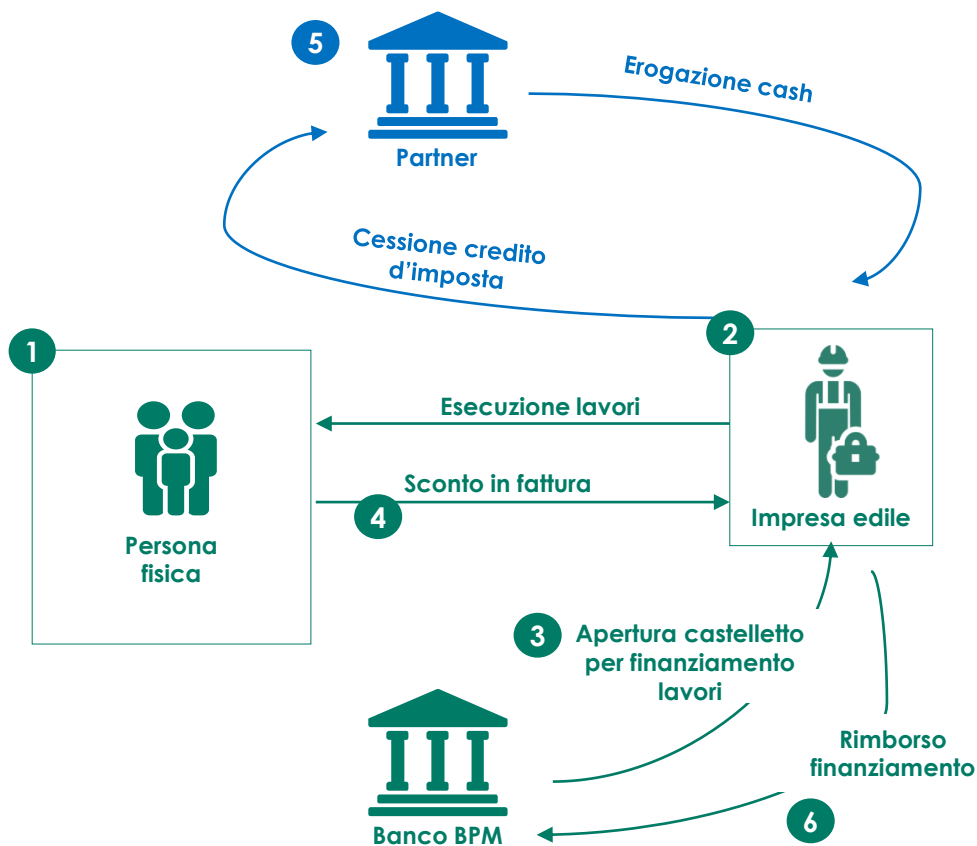 5
Erogazione cash
Partner
Cessione credito
d'imposta
1
2
Esecuzione lavori
Sconto in fattura
4
Persona
fisica
Impresa edile
3
Apertura castelletto
per finanziamento
lavori
Rimborso
finanziamento
6
Banco BPM